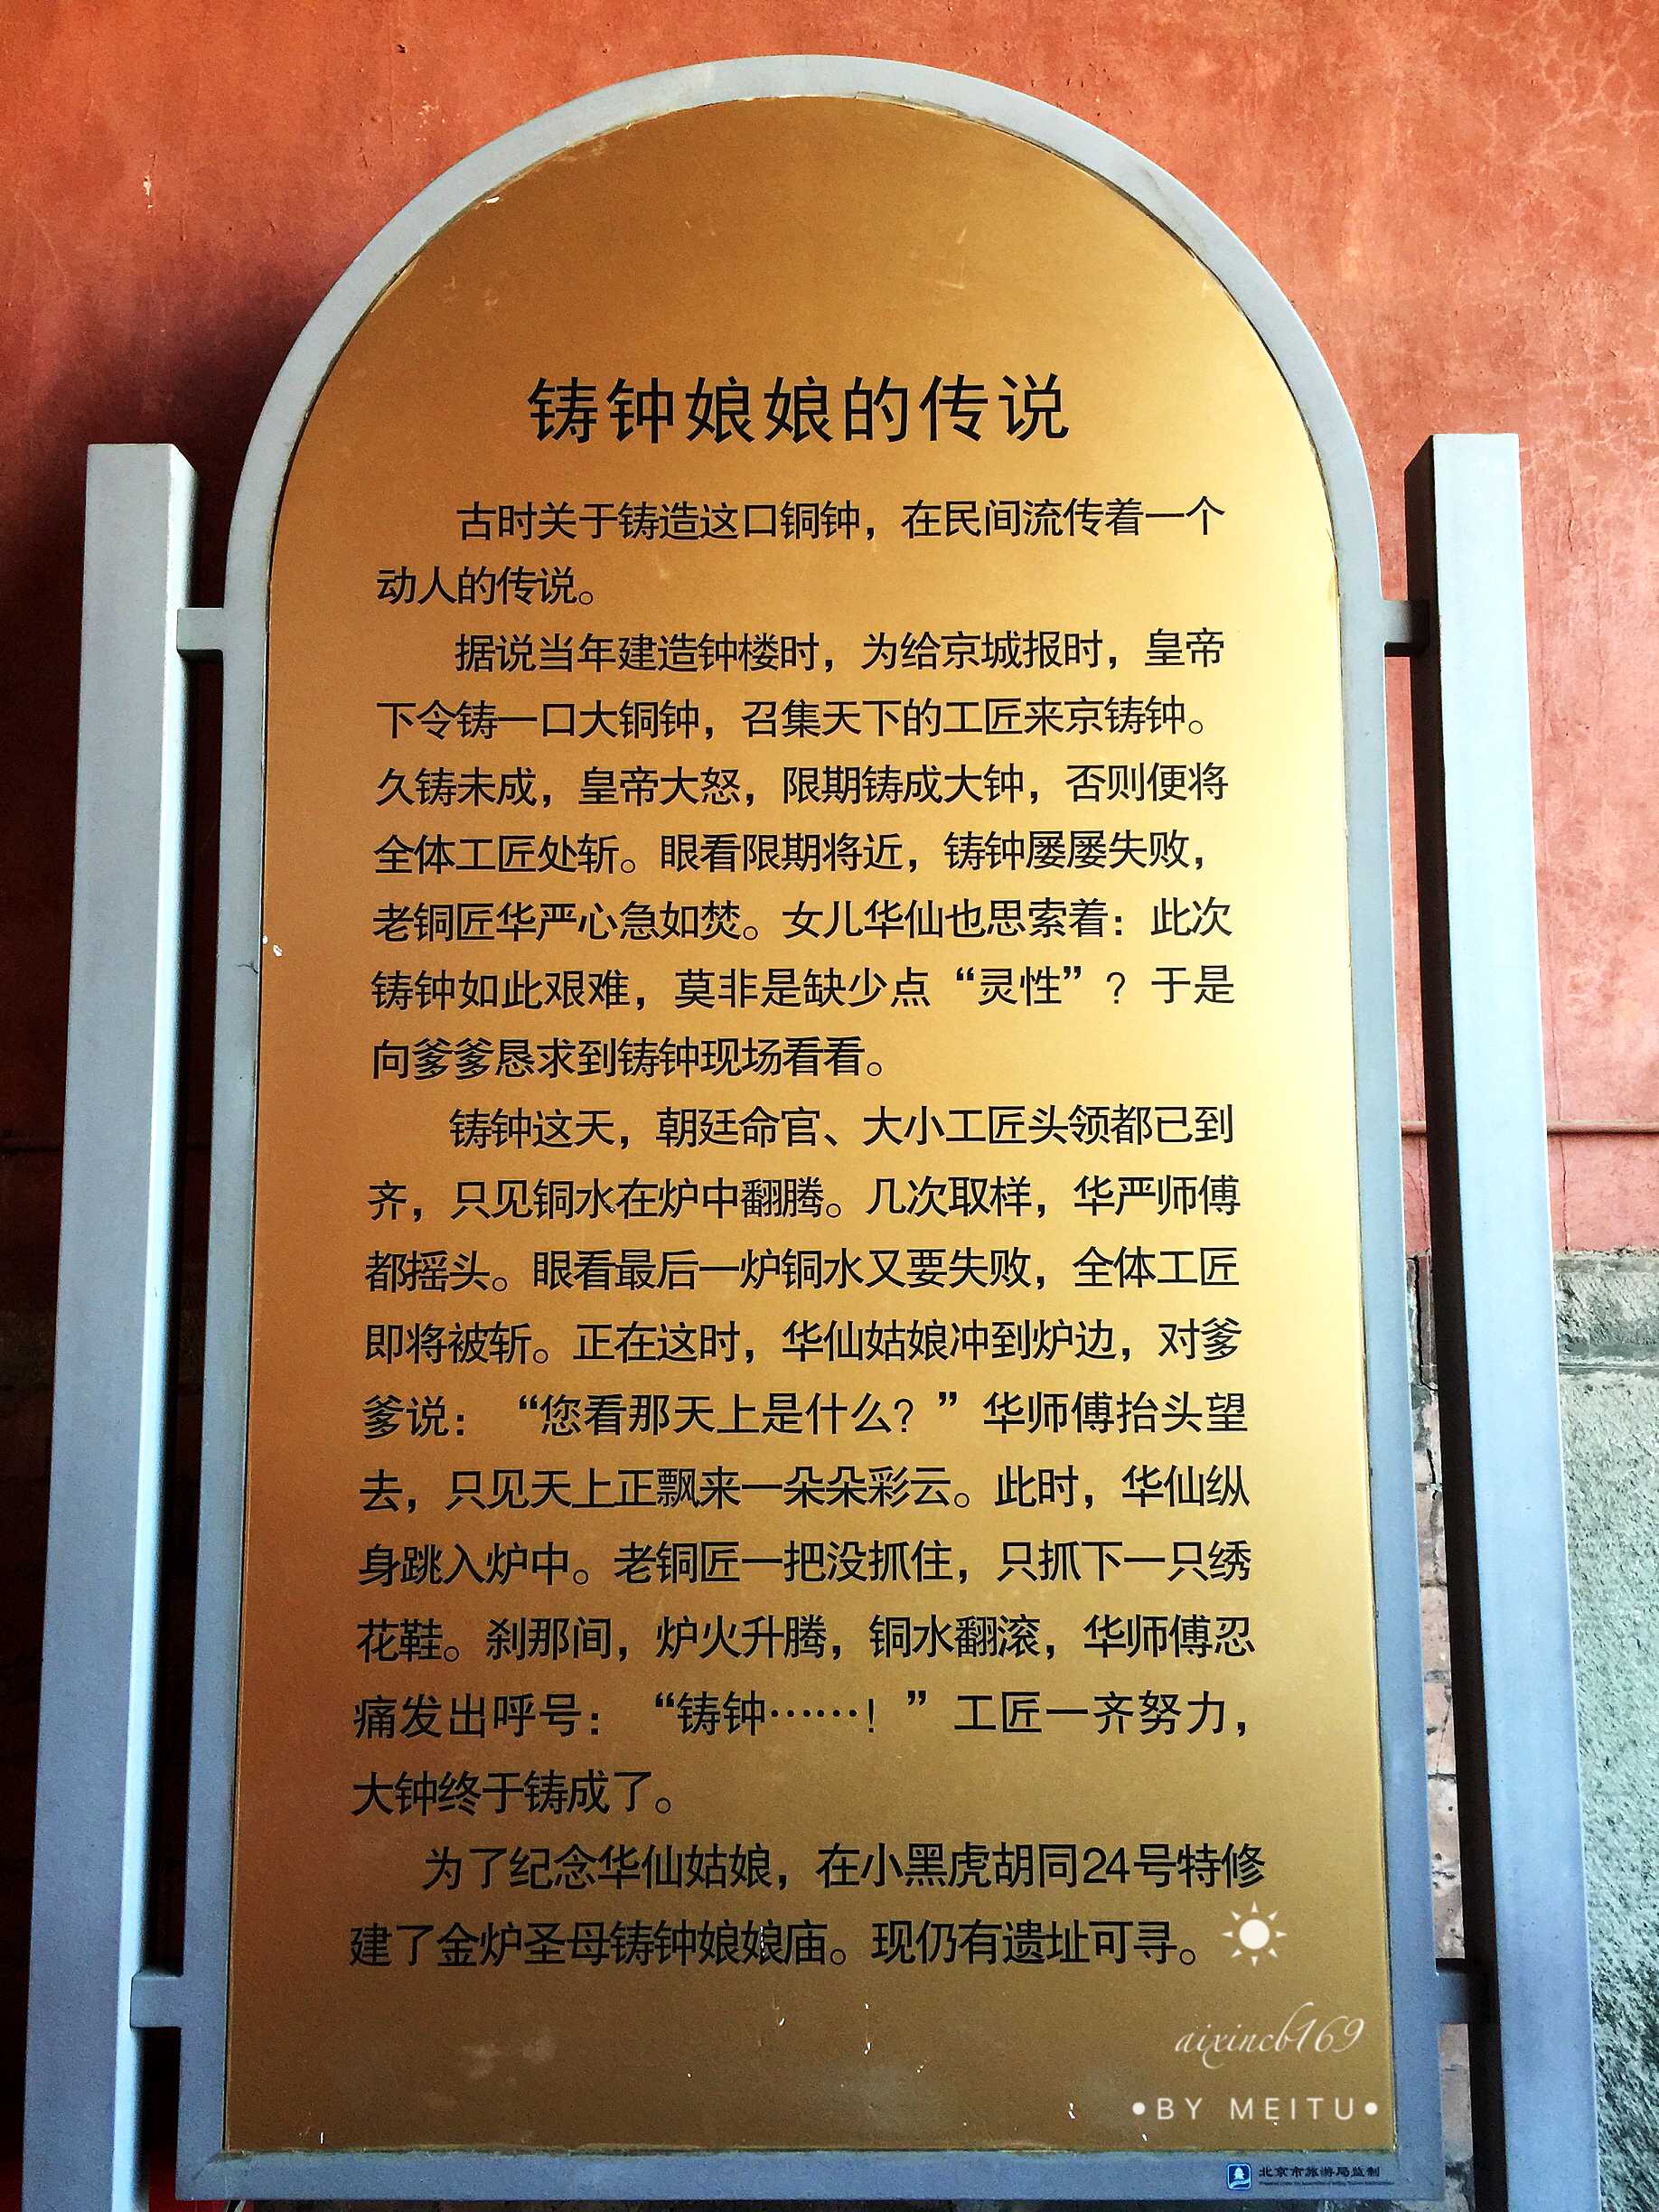 铸钟娘娘的传说
古时关于铸造这口铜钟，在民间流传着一个
动人的传说。
据说当年建造钟楼时，为给京城报时，皇帝
下令铸一口大铜钟，召集天下的工匠来京铸钟。
久铸未成，皇帝大怒，限期铸成大钟，否则便将
全体工匠处斩。眼看限期将近，铸钟屡屡失败，
老铜匠华严心急如焚。女儿华仙也思索着：此次
铸钟如此艰难，莫非是缺少点“灵性”？于是
向爹爹恳求到铸钟现场看看。
铸钟这天，朝廷命官、大小工匠头领都已到
齐，只见铜水在炉中翻腾。几次取样，华严师傅
都摇头。眼看最后一炉铜水又要失败，全体工匠
即将被斩。正在这时，华仙姑娘冲到炉边，对爹
爹说：“您看那天上是什么？”华师傅抬头望
去，只见天上正飘来一朵朵彩云。此时，华仙纵
身跳入炉中。老铜匠一把没抓住，只抓下一只绣
花鞋。刹那间，炉火升腾，铜水翻滚，华师傅忍
痛发出呼号：“铸钟……！”工匠一齐努力，
大钟终于铸成了。
为了纪念华仙姑娘，在小黑虎胡同24号特修
建了金炉圣母铸钟娘娘庙。现仍有遗址可寻。
aixincb169
•BY MEITU•
北京市旅游局监制